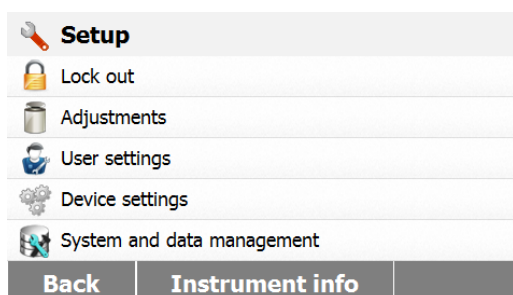 Setup
Lock out
Adjustments
User settings
Device settings
System and data management
Back Instrument info